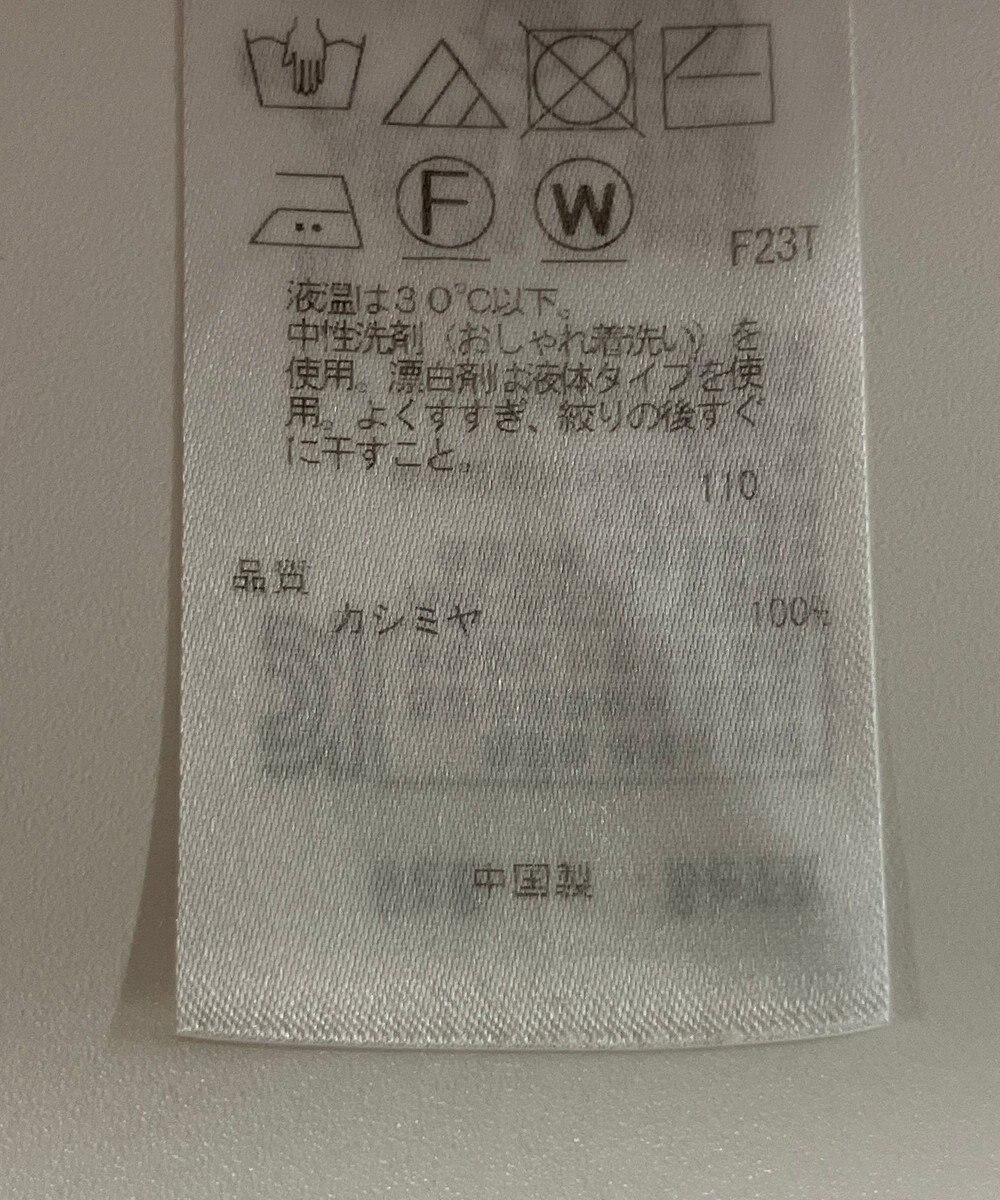 F
W
F23T
液温は30℃以下。
中性洗剤(おしゃれ着洗い)を
使用。漂白剤は液体タイプを使
用。よくすすぎ、絞りの後すぐ
に干すこと。
110
品質
カシミヤ 100%
中国製